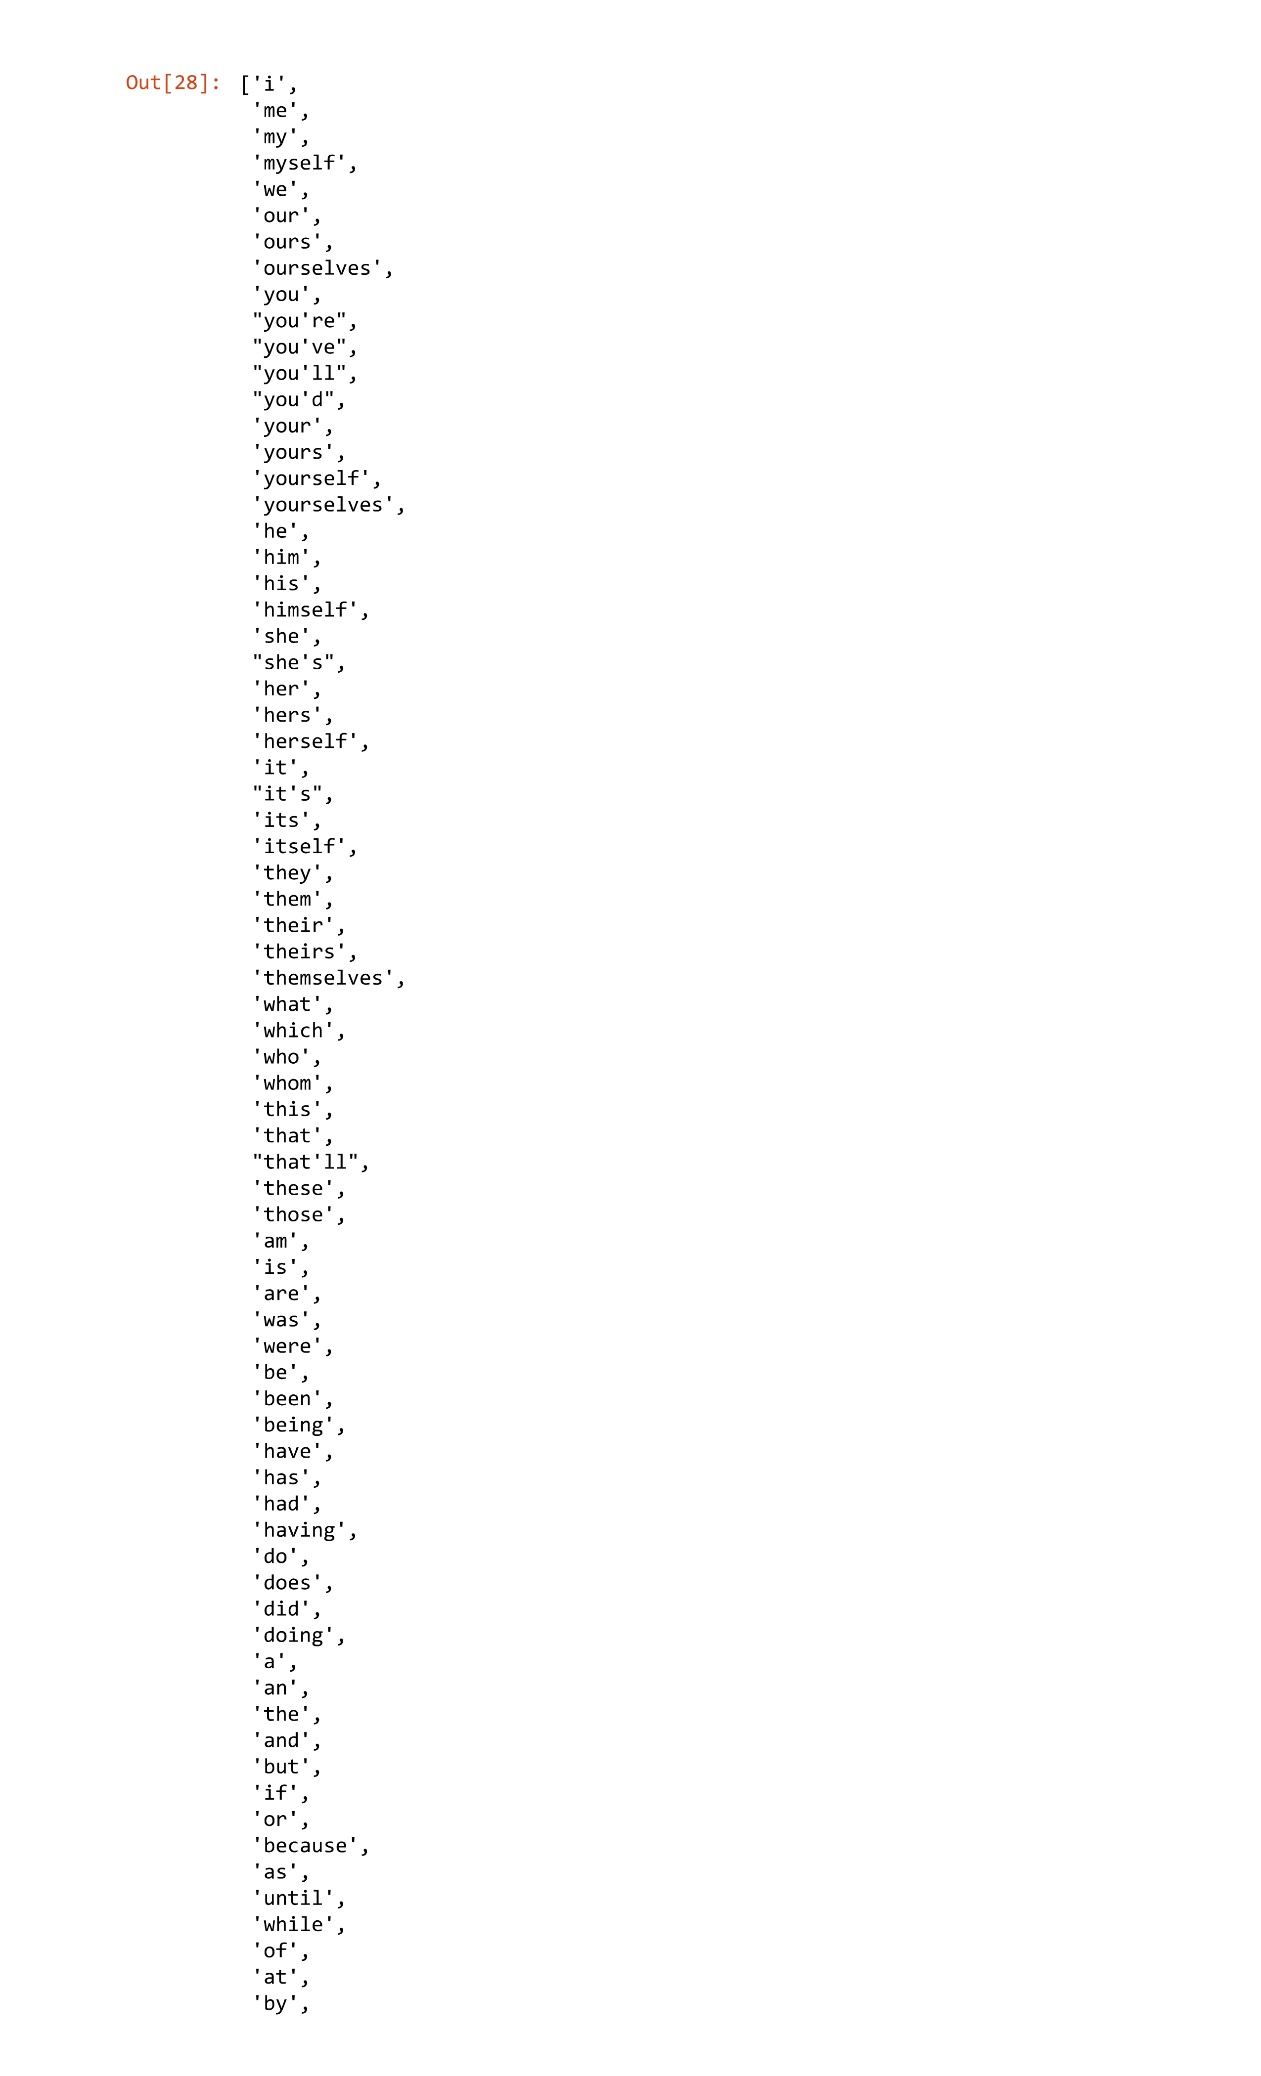 Out[28]: ['i',
'me',
'my',
'myself',
'we',
'our',
'ours',
'ourselves',
'you',
"you're",
"you've",
"you'll",
"you'd",
'your',
'yours',
'yourself',
'yourselves',
'he',
'him',
'his',
'himself',
'she',
"she's",
'her',
'hers',
'herself',
'it',
"it's",
'its',
'itself',
'they',
'them',
'their',
'theirs',
'themselves',
'what',
'which',
'who',
'whom',
'this',
'that',
"that'll",
'these',
'those',
'am',
'is',
'are',
'was',
'were',
'be',
'been',
'being',
'have',
'has',
'had',
'having',
'do',
'does',
'did',
'doing',
'a',
'an',
'the',
'and',
'but',
'if',
'or',
'because',
'as',
'until',
'while',
'of',
'at',
'by',